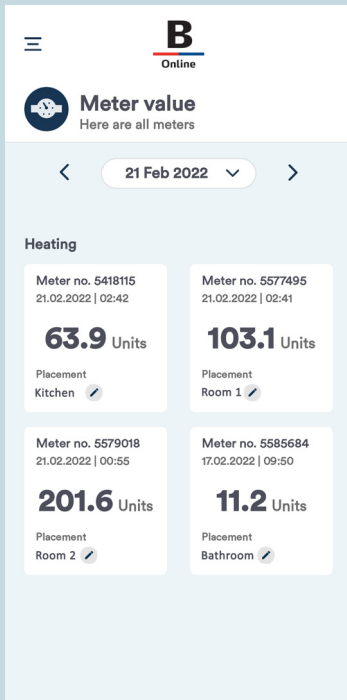 B
Online
Meter value
Here are all meters
21 Feb 2022
Heating
Meter no. 5418115
21.02.2022 | 02:42
63.9 Units
Placement
Kitchen
Meter no. 5577495
21.02.2022 | 02:41
103.1 Units
Placement
Room 1
Meter no. 5579018
21.02.2022 | 00:55
201.6 Units
Placement
Room 2
Meter no. 5585684
17.02.2022 | 09:50
11.2 Units
Placement
Bathroom